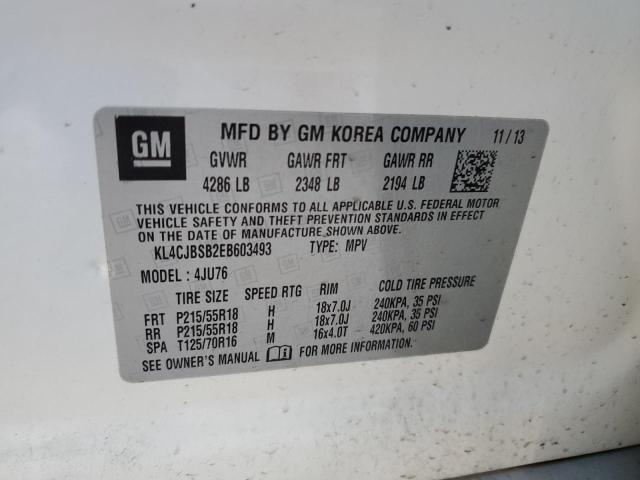 GM MFD BY GM KOREA COMPANY 11/13
GVWR GAWR FRT GAWR RR
4286 LB 2348 LB 2194 LB
THIS VEHICLE CONFORMS TO ALL APPLICABLE U.S. FEDERAL MOTOR
VEHICLE SAFETY AND THEFT PREVENTION STANDARDS IN EFFECT
ON THE DATE OF MANUFACTURE SHOWN ABOVE.
KL4CJBSB2EB603493 TYPE: MPV
MODEL : 4JU76
TIRE SIZE SPEED RTG RIM COLD TIRE PRESSURE
FRT P215/55R18 H 18x7.0J 240KPA, 35 PSI
RR P215/55R18 H 18x7.0J 240KPA, 35 PSI
SPA T125/70R16 M 16x4.0T 420KPA, 60 PSI
SEE OWNER'S MANUAL FOR MORE INFORMATION.